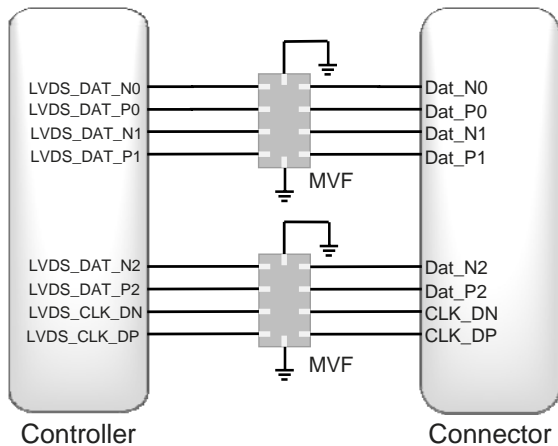 LVDS_DAT_N0 Dat_N0
LVDS_DAT_P0 Dat_P0
LVDS_DAT_N1 Dat_N1
LVDS_DAT_P1 Dat_P1
MVF
LVDS_DAT_N2 Dat_N2
LVDS_DAT_P2 Dat_P2
LVDS_CLK_DN CLK_DN
LVDS_CLK_DP CLK_DP
MVF
Controller Connector